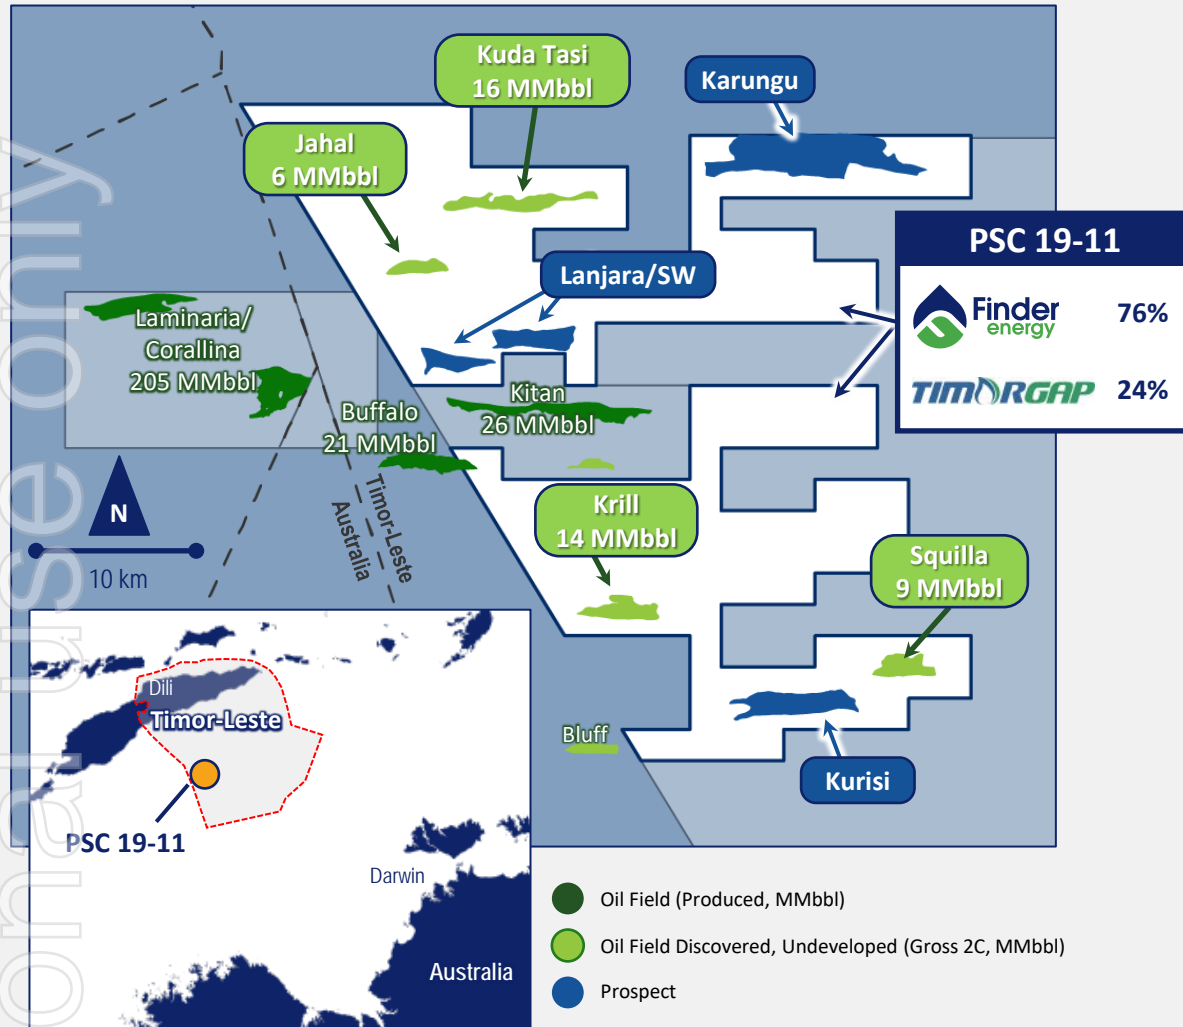 Kuda Tasi
16 MMbbl
Karungu
Jahal
6 MMbbl
PSC 19-11
Finder
energy
76%
TIMORGAP
24%
Lanjara/SW
Laminaria/
Corallina
205 MMbbl
Kitan
26 MMbbl
Buffalo
21 MMbbl
Timor-Leste
Australia
N
10 km
Krill
14 MMbbl
Squilla
9 MMbbl
Bluff
Kurisi
Dili
Timor-Leste
PSC 19-11
Darwin
Australia
Oil Field (Produced, MMbbl)
Oil Field Discovered, Undeveloped (Gross 2C, MMbbl)
Prospect
onal use only